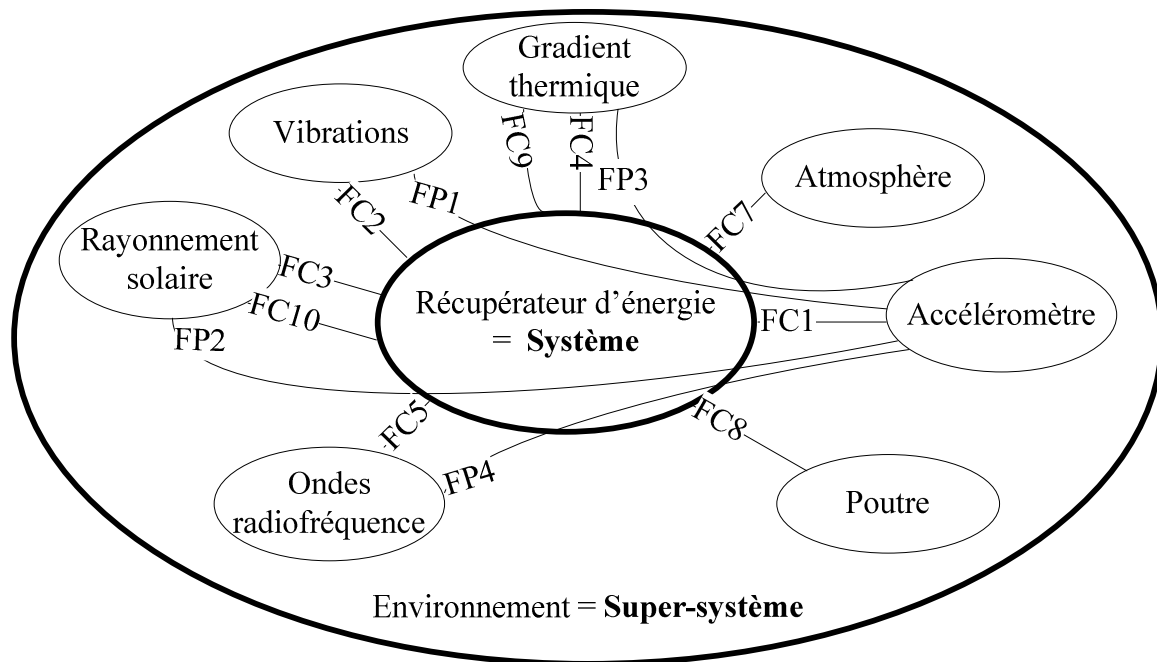 Gradient
thermique
Vibrations
FC9
FC4
FP3
Atmosphère
FC2
FP1
FC7
Rayonnement
solaire
FC3
FC10
FP2
Récupérateur d'énergie
= Système
FC1
Accéléromètre
FC5
FC8
FP4
Ondes
radiofréquence
Poutre
Environnement = Super-système